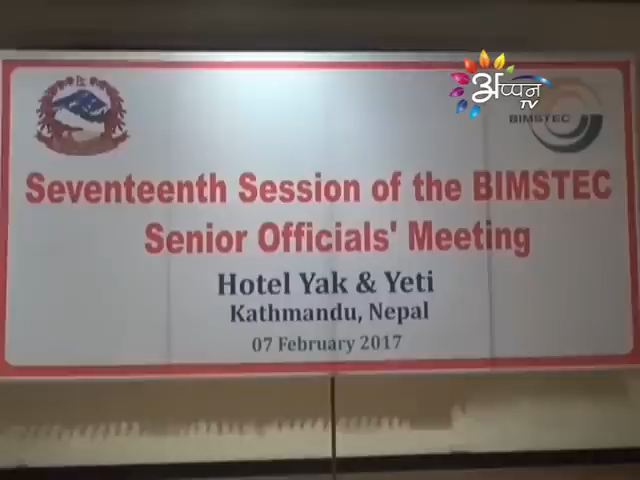 अप्पन
TV
BIMSTEC
Seventeenth Session of the BIMSTEC
Senior Officials' Meeting
Hotel Yak & Yeti
Kathmandu, Nepal
07 February 2017